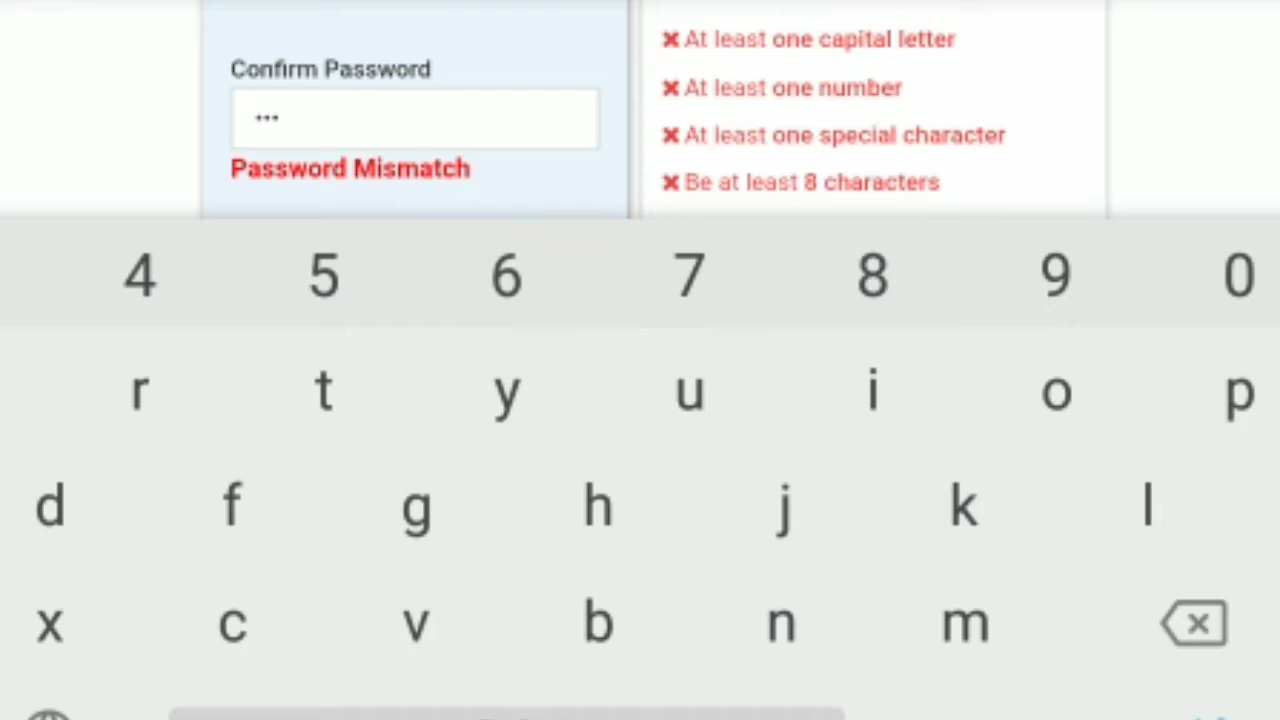 Confirm Password
•••
Password Mismatch
✖ At least one capital letter
✖ At least one number
✖ At least one special character
✖ Be at least 8 characters
4 5 6 7 8 9 0
r t y u i o p
d f g h j k l
x c v b n m